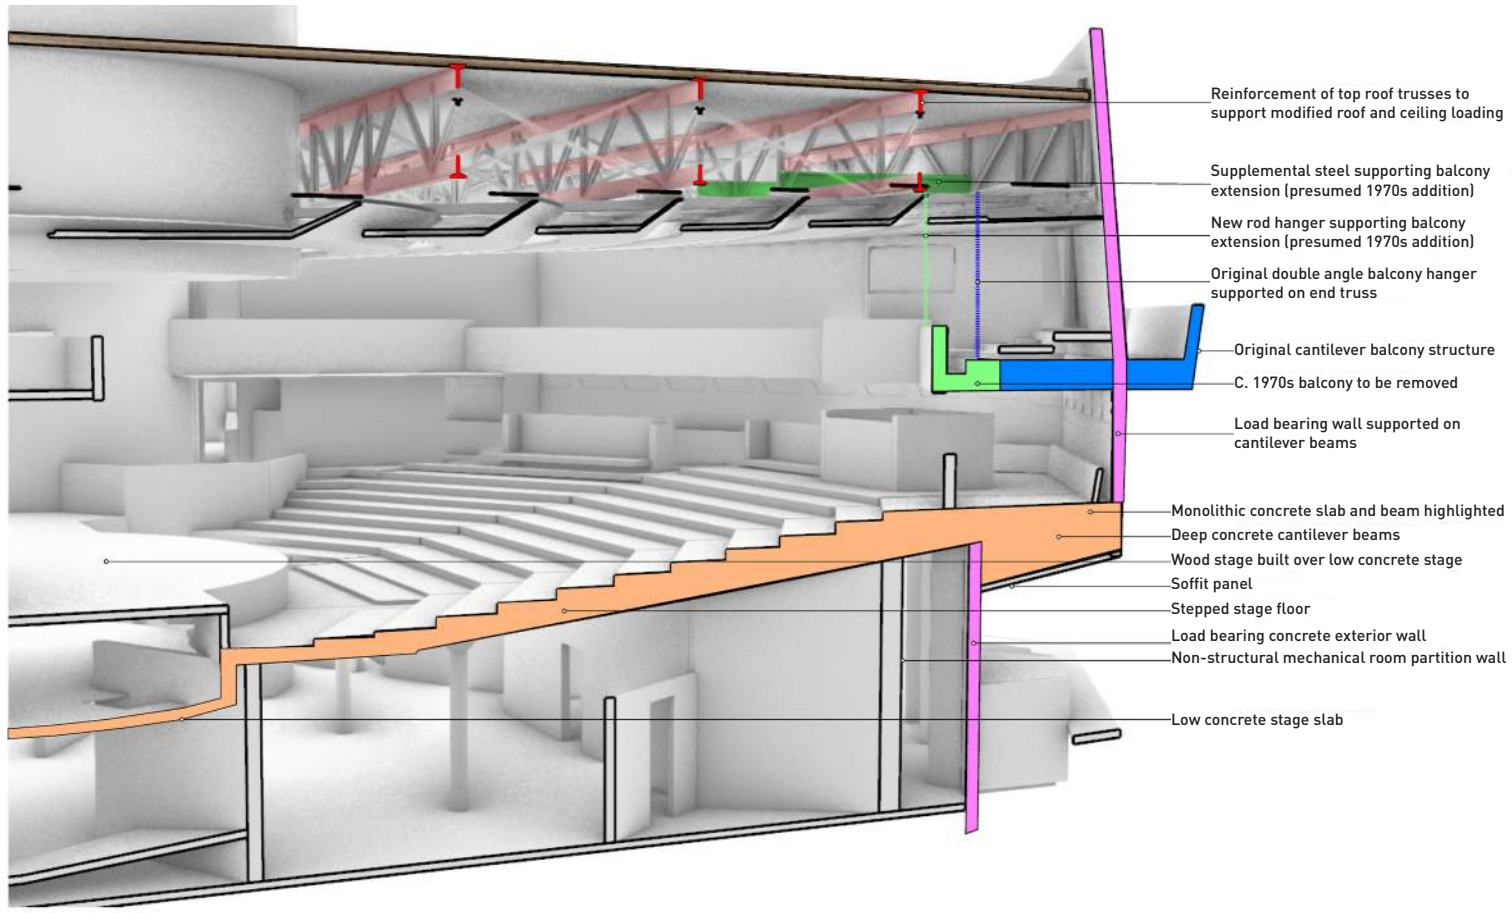 Reinforcement of top roof trusses to
support modified roof and ceiling loading
Supplemental steel supporting balcony
extension (presumed 1970s addition)
New rod hanger supporting balcony
extension (presumed 1970s addition)
Original double angle balcony hanger
supported on end truss
Original cantilever balcony structure
C. 1970s balcony to be removed
Load bearing wall supported on
cantilever beams
Monolithic concrete slab and beam highlighted
Deep concrete cantilever beams
Wood stage built over low concrete stage
Soffit panel
Stepped stage floor
Load bearing concrete exterior wall
Non-structural mechanical room partition wall
Low concrete stage slab